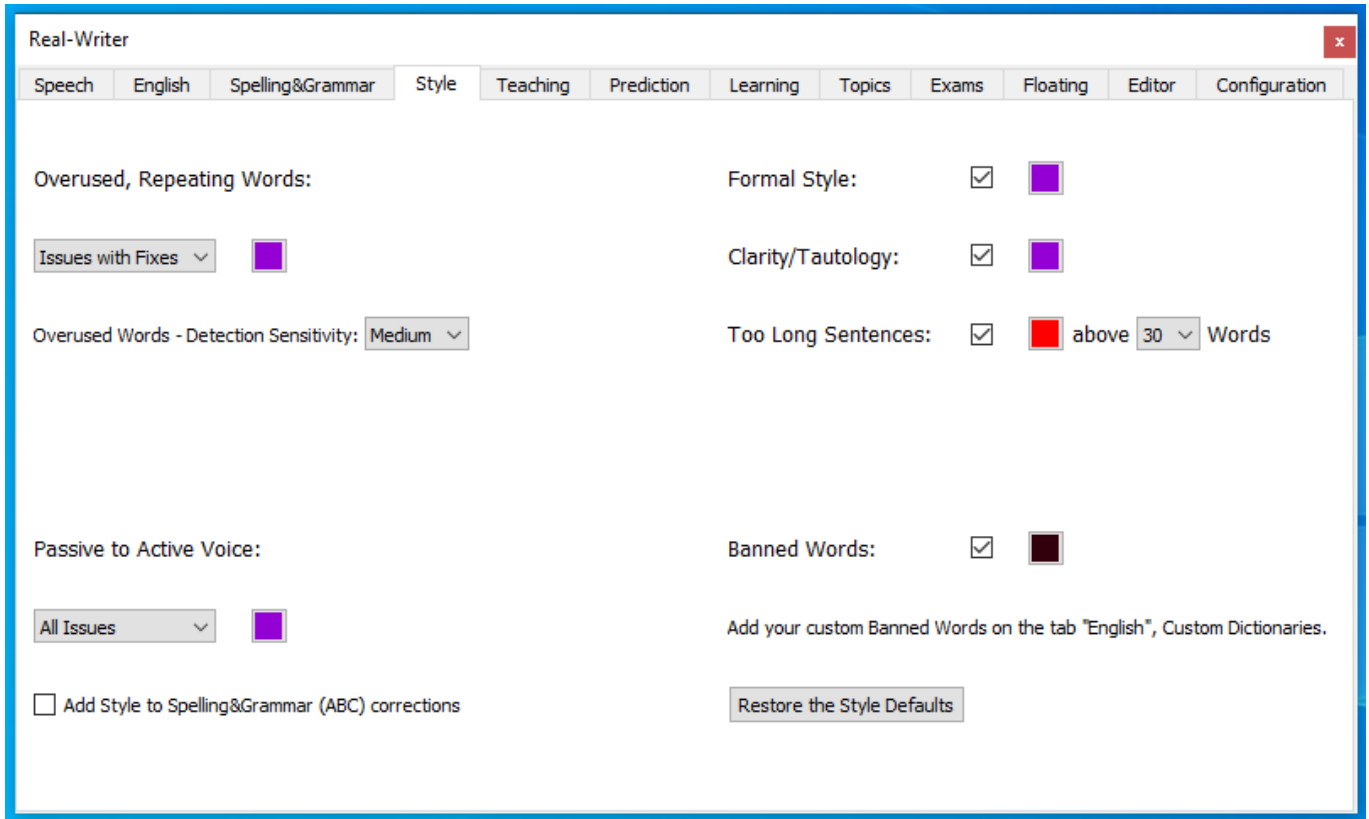 Real-Writer
x
Speech English Spelling&Grammar Style Teaching Prediction Learning Topics Exams Floating Editor Configuration
Overused, Repeating Words:
Issues with Fixes
Overused Words - Detection Sensitivity: Medium
Formal Style:
Clarity/Tautology:
Too Long Sentences: above 30 Words
Passive to Active Voice:
All Issues
Add Style to Spelling&Grammar (ABC) corrections
Banned Words:
Add your custom Banned Words on the tab "English", Custom Dictionaries.
Restore the Style Defaults